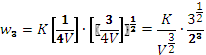 w₃ = K [1/4V] · ⟦3/4V⟧^(1/2) = K/V^(3/2) · 3^(1/2)/2³